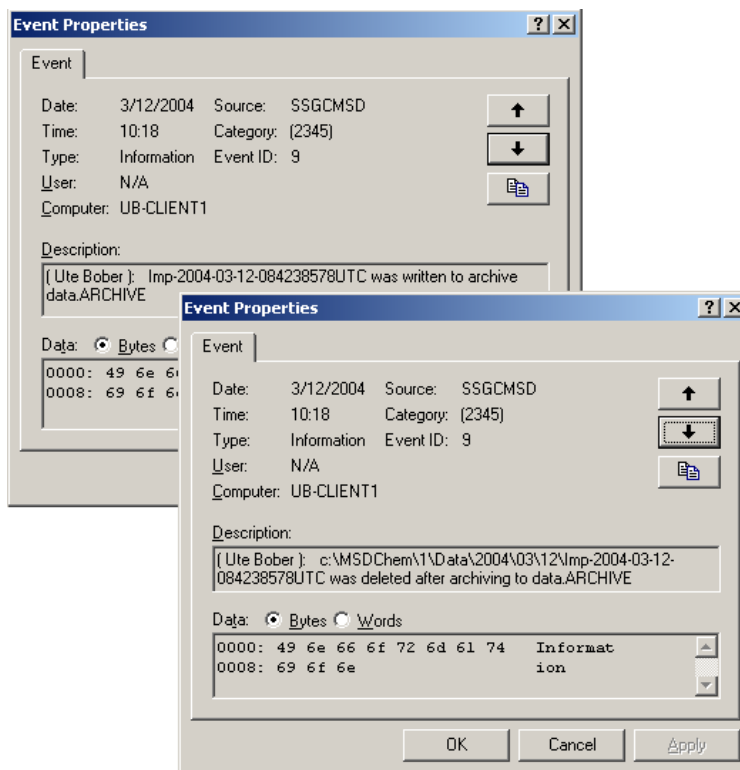 Event Properties
Event
Date: 3/12/2004 Source: SSGCMSD
Time: 10:18 Category: (2345)
Type: Information Event ID: 9
User: N/A
Computer: UB-CLIENT1
Description:
( Ute Bober ): Imp-2004-03-12-084238578UTC was written to archive
data.ARCHIVE
Data: Bytes
0000: 49 6e
0008: 69 6f
Event Properties
Event
Date: 3/12/2004 Source: SSGCMSD
Time: 10:18 Category: (2345)
Type: Information Event ID: 9
User: N/A
Computer: UB-CLIENT1
Description:
( Ute Bober ): c:\MSDChem\1\Data\2004\03\12\Imp-2004-03-12-
084238578UTC was deleted after archiving to data.ARCHIVE
Data: Bytes Words
0000: 49 6e 66 6f 72 6d 61 74 Informat
0008: 69 6f 6e ion
OK Cancel Apply